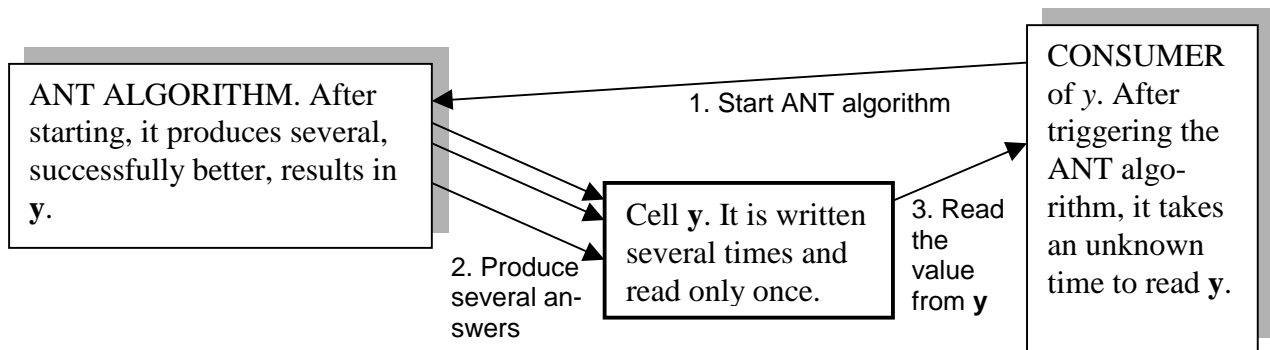 ANT ALGORITHM. After
starting, it produces several,
successfully better, results in
y.
1. Start ANT algorithm
2. Produce
several an-
swers
Cell y. It is written
several times and
read only once.
3. Read
the
value
from y
CONSUMER
of y. After
triggering the
ANT algo-
rithm, it takes
an unknown
time to read y.